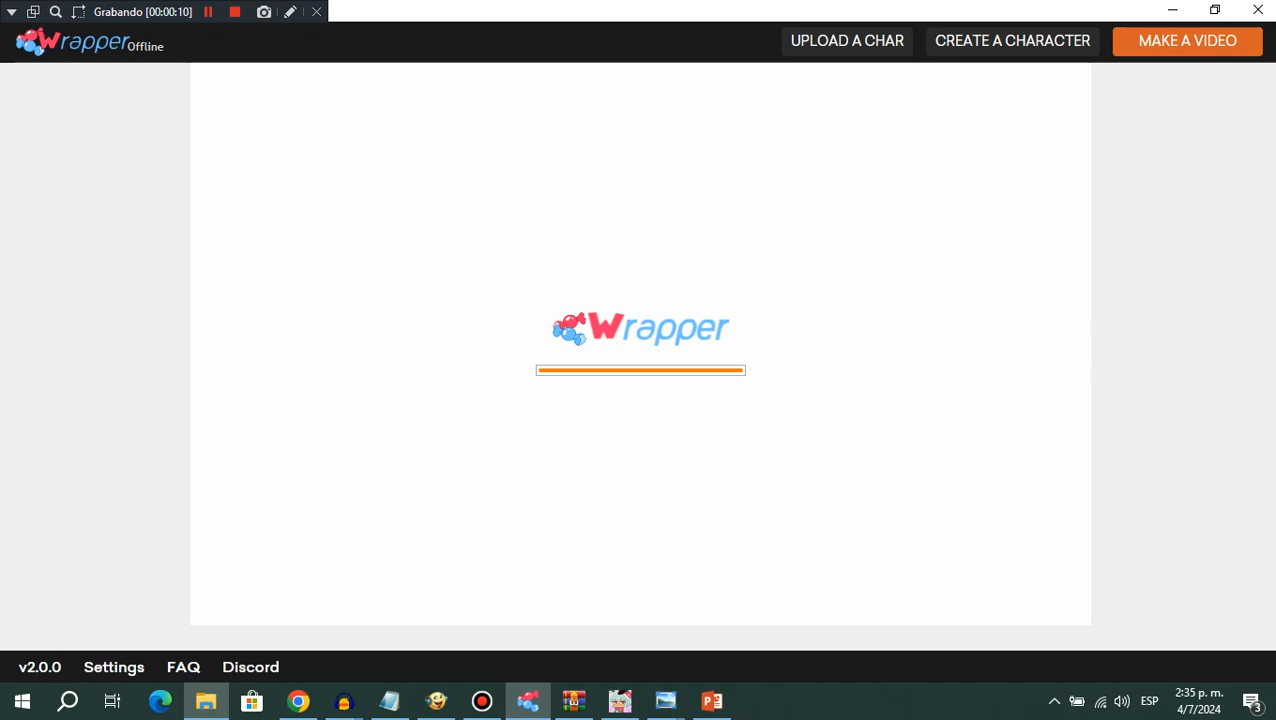 Grabando [00:00:10]
Wrapper Offline
UPLOAD A CHAR
CREATE A CHARACTER
MAKE A VIDEO
Wrapper
v2.0.0
Settings
FAQ
Discord
ESP
2:35 p. m.
4/7/2024
3